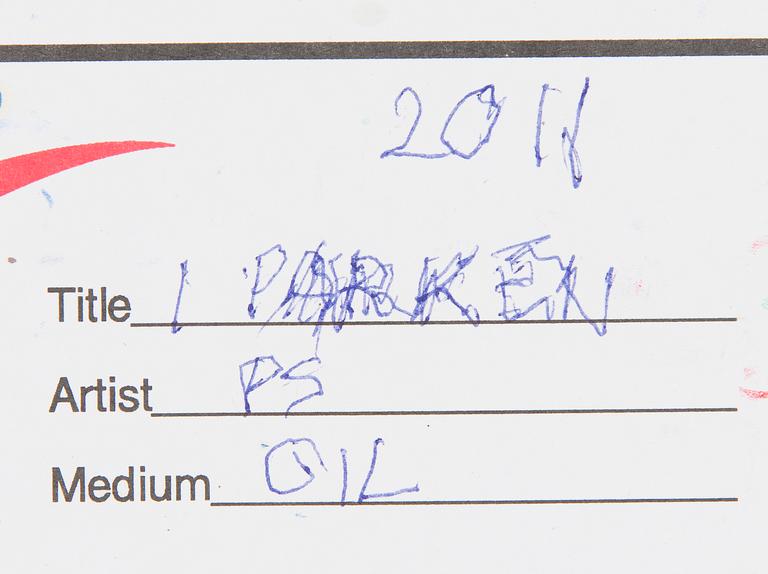 2011
Title I PARKEN
Artist PS
Medium OIL